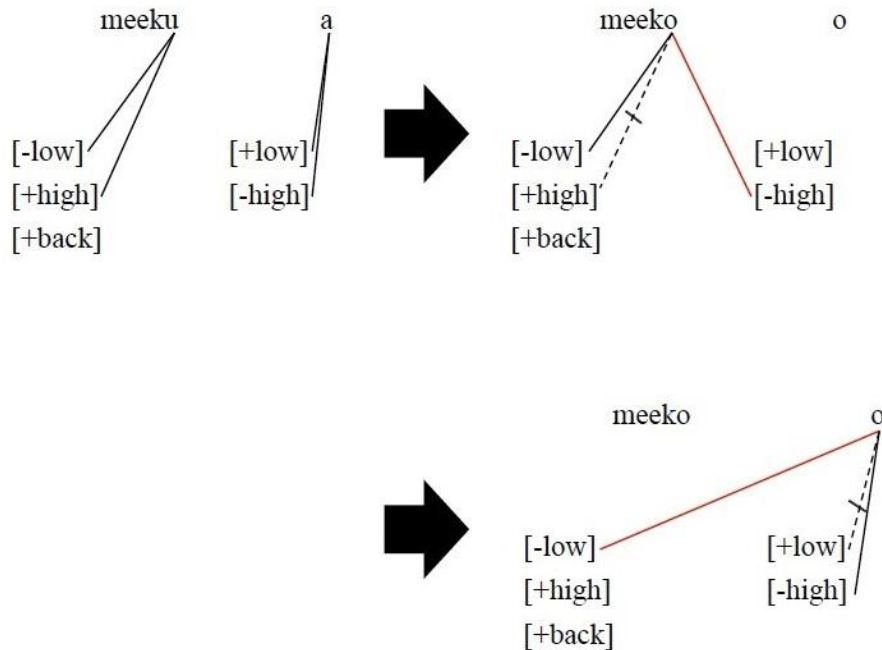 meeku a meeko o
[-low] [+low] [-low] [+low]
[+high] [-high] [+high] [-high]
[+back] [+back]
meeko o
[-low] [+low]
[+high] [-high]
[+back]